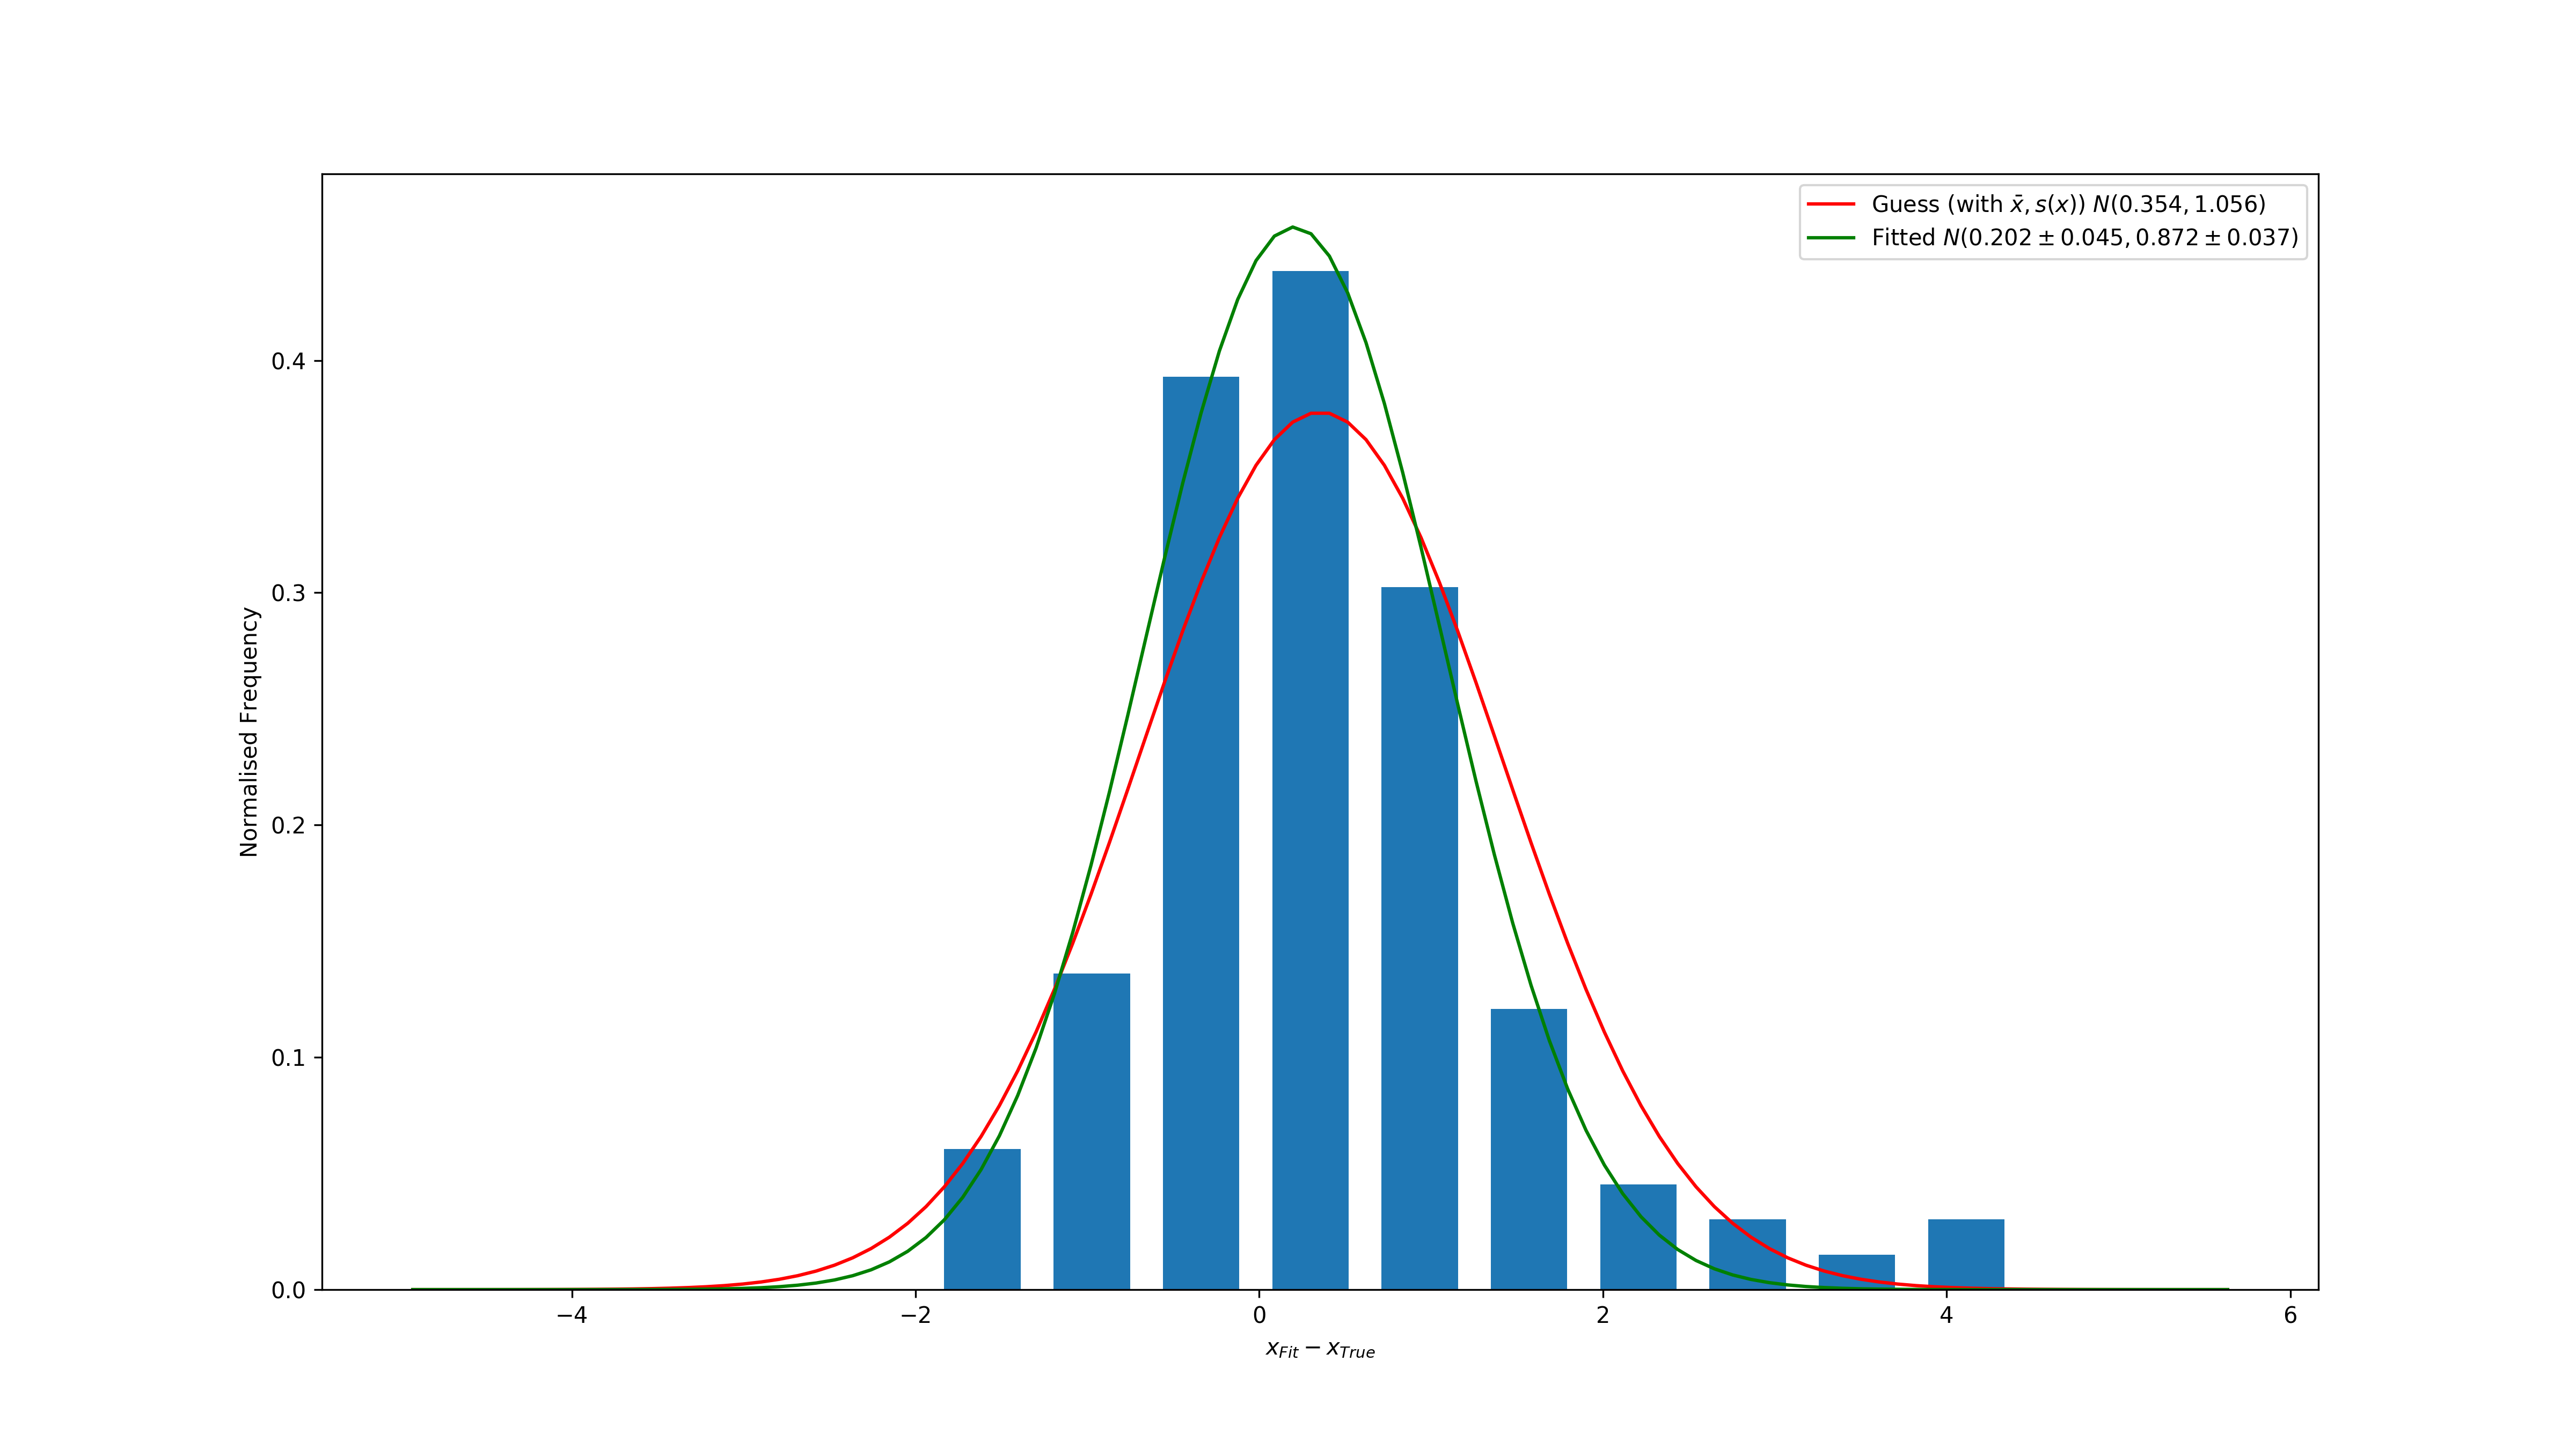 Guess (with x̄, s(x)) N(0.354, 1.056)
Fitted N(0.202 ± 0.045, 0.872 ± 0.037)
0.4
0.3
0.2
0.1
0.0
Normalised Frequency
−4
−2
0
2
4
6
x_Fit − x_True